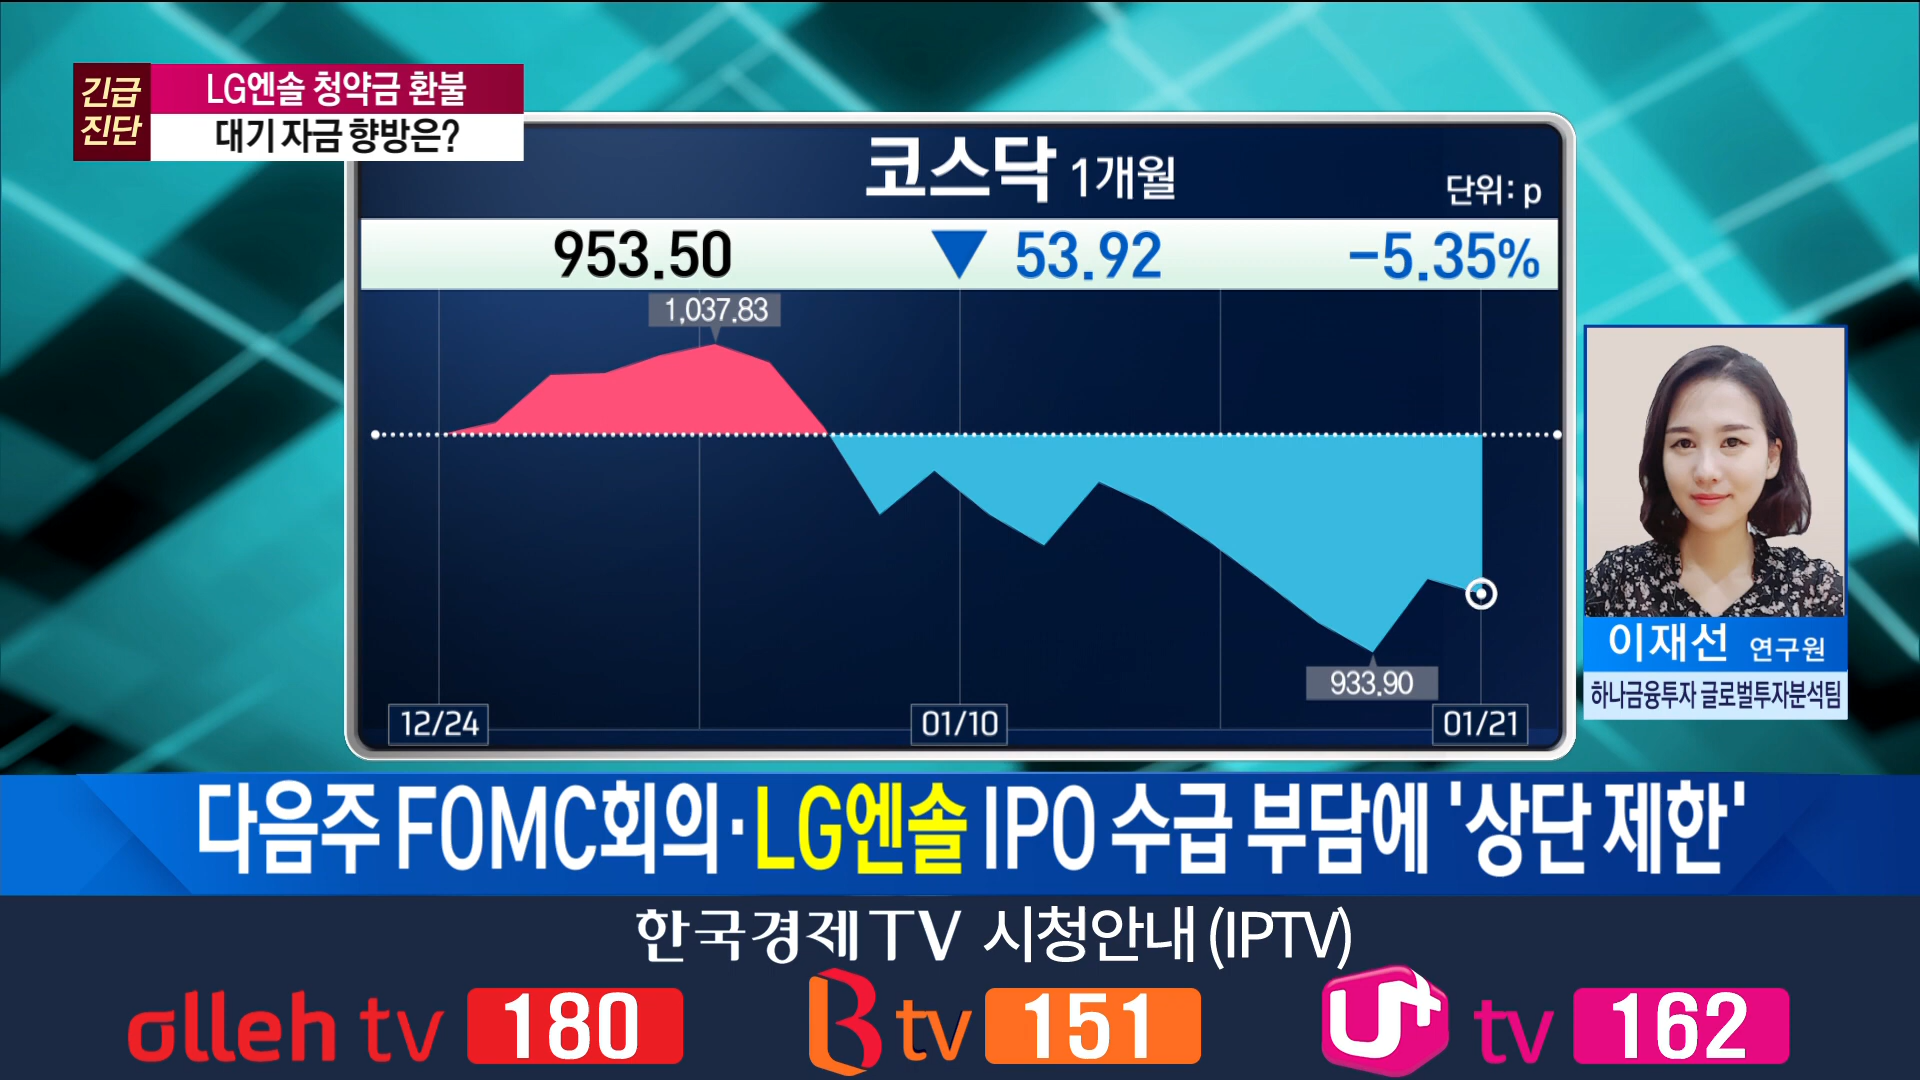 긴급
진단
LG엔솔 청약금 환불
대기 자금 향방은?
코스닥 1개월
단위: p
953.50 ▼ 53.92 -5.35%
1,037.83
933.90
12/24 01/10 01/21
이재선 연구원
하나금융투자 글로벌투자분석팀
다음주 FOMC회의·LG엔솔 IPO 수급 부담에 '상단 제한'
한국경제TV 시청안내 (IPTV)
olleh tv 180
B tv 151
U+ tv 162